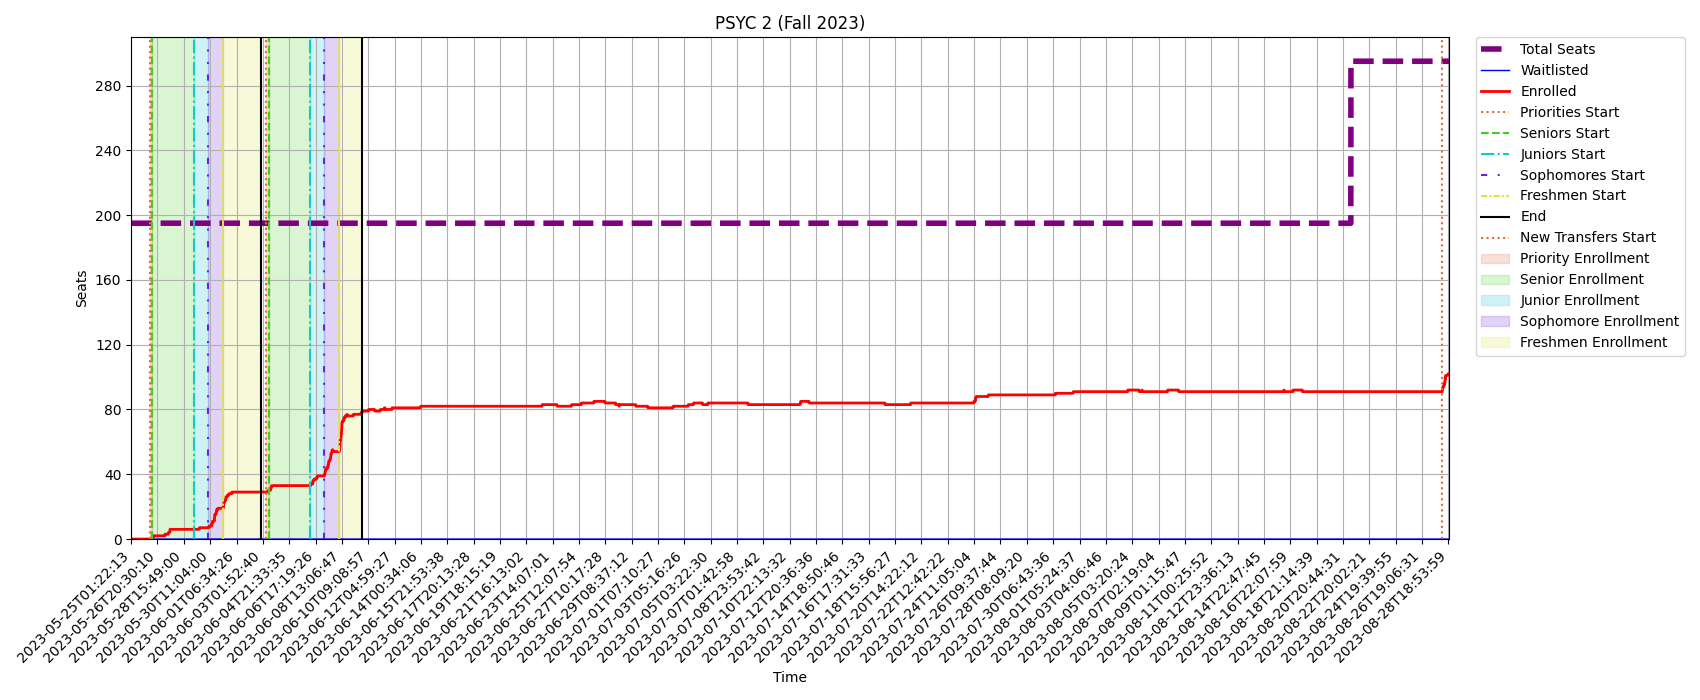 PSYC 2 (Fall 2023)
Seats
280
240
200
160
120
80
40
0
2023-05-25T01:22:13
2023-05-26T20:30:10
2023-05-28T15:49:00
2023-05-30T11:04:00
2023-06-01T06:34:26
2023-06-03T01:52:40
2023-06-04T21:33:35
2023-06-06T17:19:26
2023-06-08T13:06:47
2023-06-10T09:08:57
2023-06-12T04:59:27
2023-06-14T00:34:06
2023-06-15T21:53:38
2023-06-17T20:13:28
2023-06-19T18:15:19
2023-06-21T16:13:02
2023-06-23T14:07:01
2023-06-25T12:07:54
2023-06-27T10:17:28
2023-06-29T08:37:12
2023-07-01T07:10:27
2023-07-03T05:16:26
2023-07-05T03:22:30
2023-07-07T01:42:58
2023-07-08T23:53:42
2023-07-10T22:13:32
2023-07-12T20:36:36
2023-07-14T18:50:46
2023-07-16T17:31:33
2023-07-18T15:56:27
2023-07-20T14:22:12
2023-07-22T12:42:22
2023-07-24T11:05:04
2023-07-26T09:37:44
2023-07-28T08:09:20
2023-07-30T06:43:36
2023-08-01T05:24:37
2023-08-03T04:06:46
2023-08-05T03:20:24
2023-08-07T02:19:04
2023-08-09T01:15:47
2023-08-11T00:25:52
2023-08-12T23:36:13
2023-08-14T22:47:45
2023-08-16T22:07:59
2023-08-18T21:14:39
2023-08-20T20:44:31
2023-08-22T20:02:21
2023-08-24T19:39:55
2023-08-26T19:06:31
2023-08-28T18:53:59
Time
Total Seats
Waitlisted
Enrolled
Priorities Start
Seniors Start
Juniors Start
Sophomores Start
Freshmen Start
End
New Transfers Start
Priority Enrollment
Senior Enrollment
Junior Enrollment
Sophomore Enrollment
Freshmen Enrollment